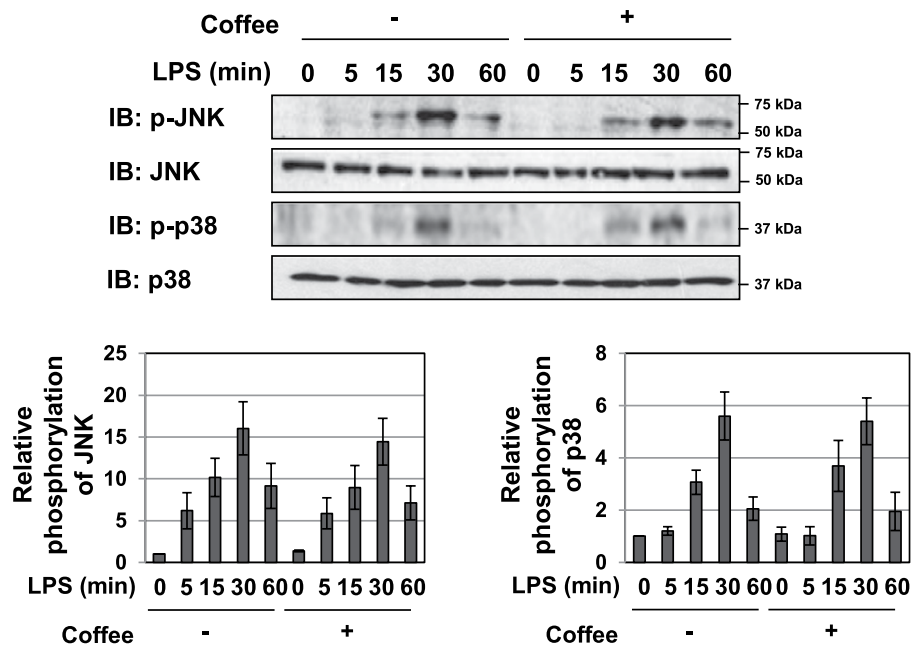 Coffee - +
LPS (min) 0 5 15 30 60 0 5 15 30 60
IB: p-JNK
75 kDa
50 kDa
IB: JNK
75 kDa
50 kDa
IB: p-p38
37 kDa
IB: p38
37 kDa
Relative
phosphorylation
of JNK
25
20
15
10
5
0
LPS (min) 0 5 15 30 60 0 5 15 30 60
Coffee - +
Relative
phosphorylation
of p38
8
6
4
2
0
LPS (min) 0 5 15 30 60 0 5 15 30 60
Coffee - +